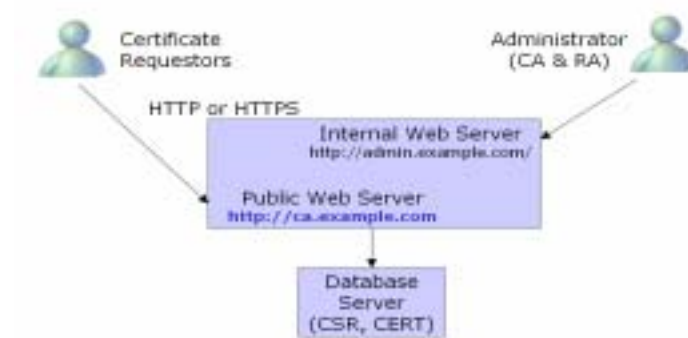 Certificate
Requestors
Administrator
(CA & RA)
HTTP or HTTPS
Internal Web Server
http://admin.example.com/
Public Web Server
http://ca.example.com
Database
Server
(CSR, CERT)